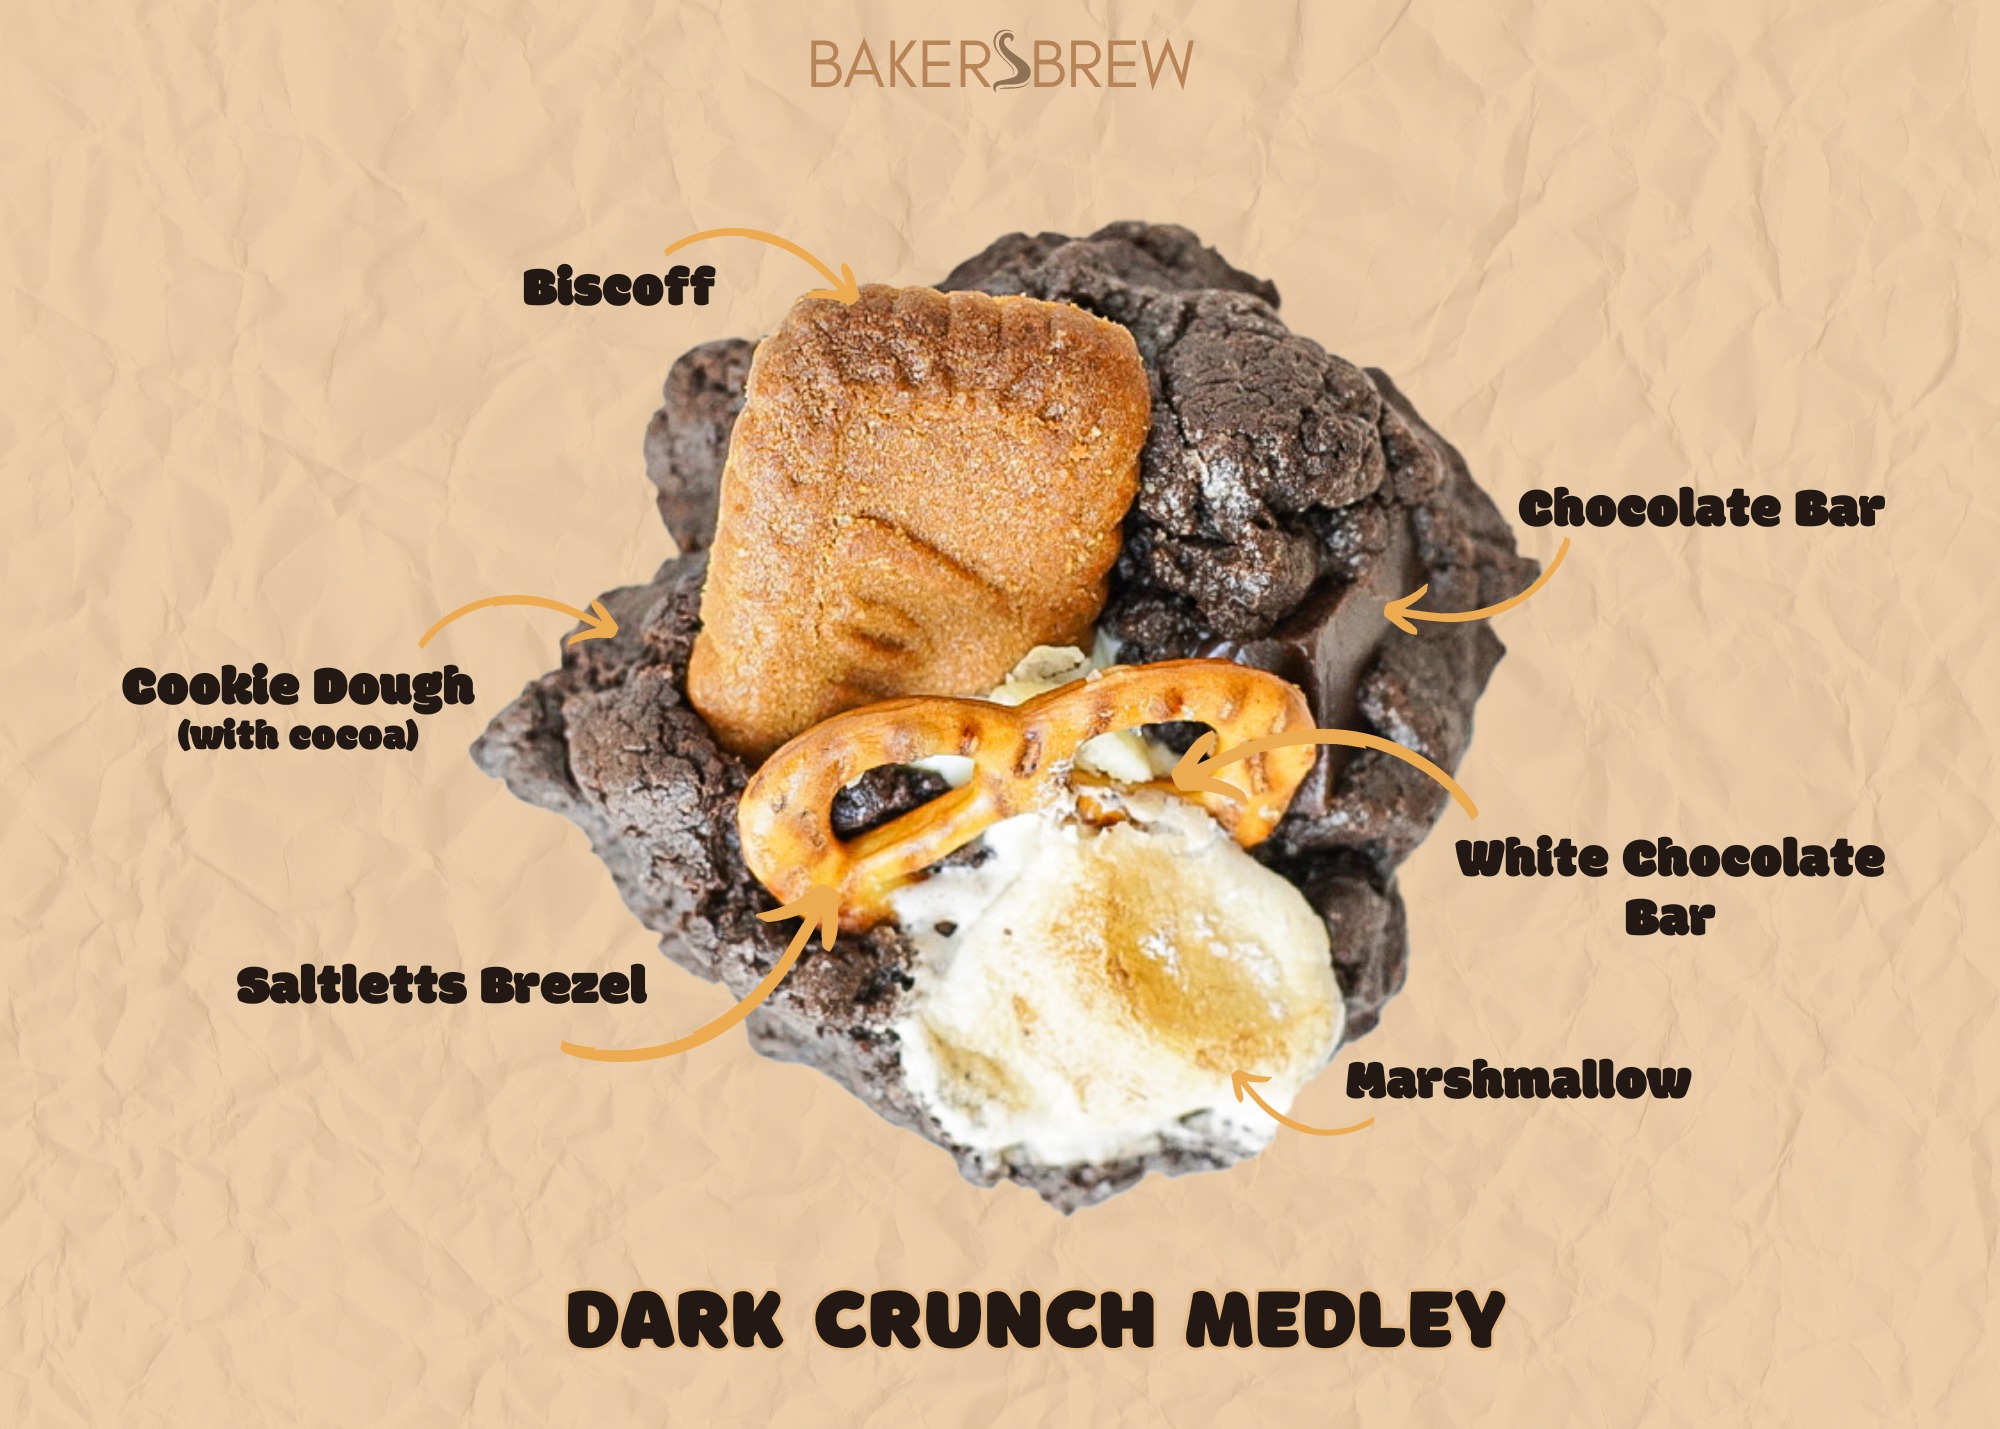 BAKERSBREW
Biscoff
Chocolate Bar
Cookie Dough
(with cocoa)
White Chocolate
Bar
Saltletts Brezel
Marshmallow
DARK CRUNCH MEDLEY